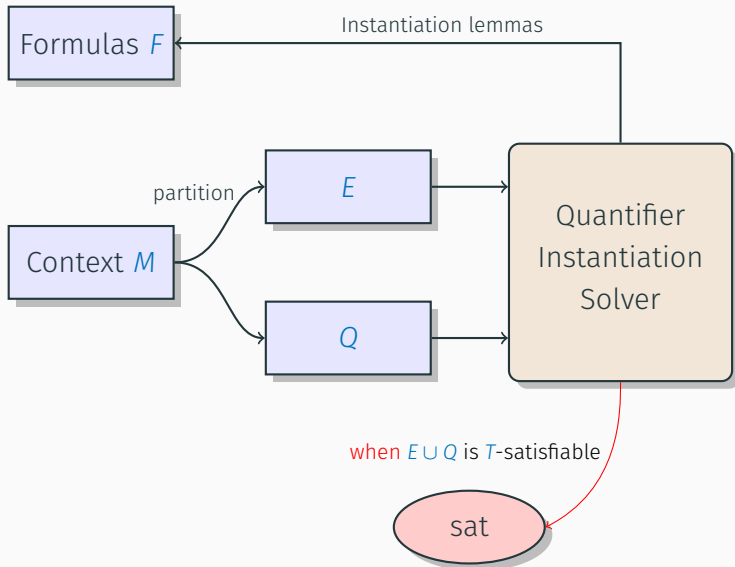 Instantiation lemmas
Formulas F
partition
E
Context M
Q
Quantifier
Instantiation
Solver
when E ∪ Q is T-satisfiable
sat